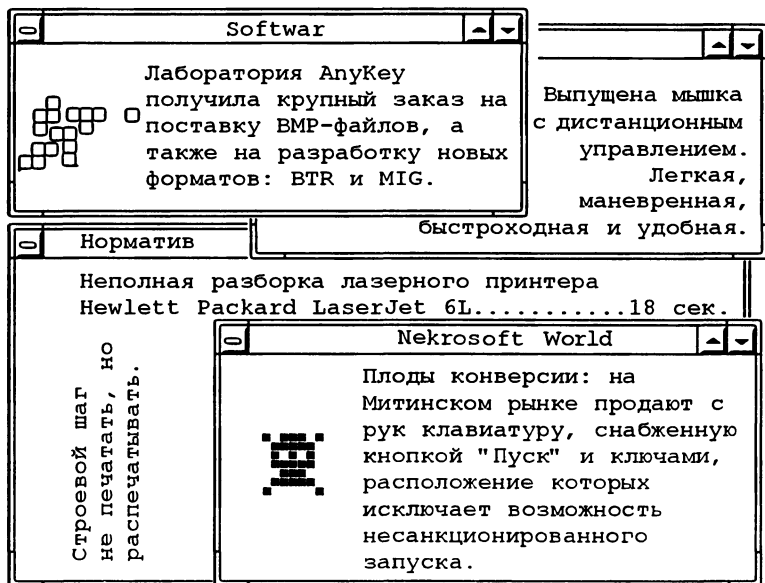 Softwar
Лаборатория AnyKey
получила крупный заказ на
поставку BMP-файлов, а
также на разработку новых
форматов: BTR и MIG.
Выпущена мышка
с дистанционным
управлением.
Легкая,
маневренная,
быстроходная и удобная.
Норматив
Неполная разборка лазерного принтера
Hewlett Packard LaserJet 6L...........18 сек.
Строевой шаг
не печатать, но
распечатывать.
Nekrosoft World
Плоды конверсии: на
Митинском рынке продают с
рук клавиатуру, снабженную
кнопкой "Пуск" и ключами,
расположение которых
исключает возможность
несанкционированного
запуска.